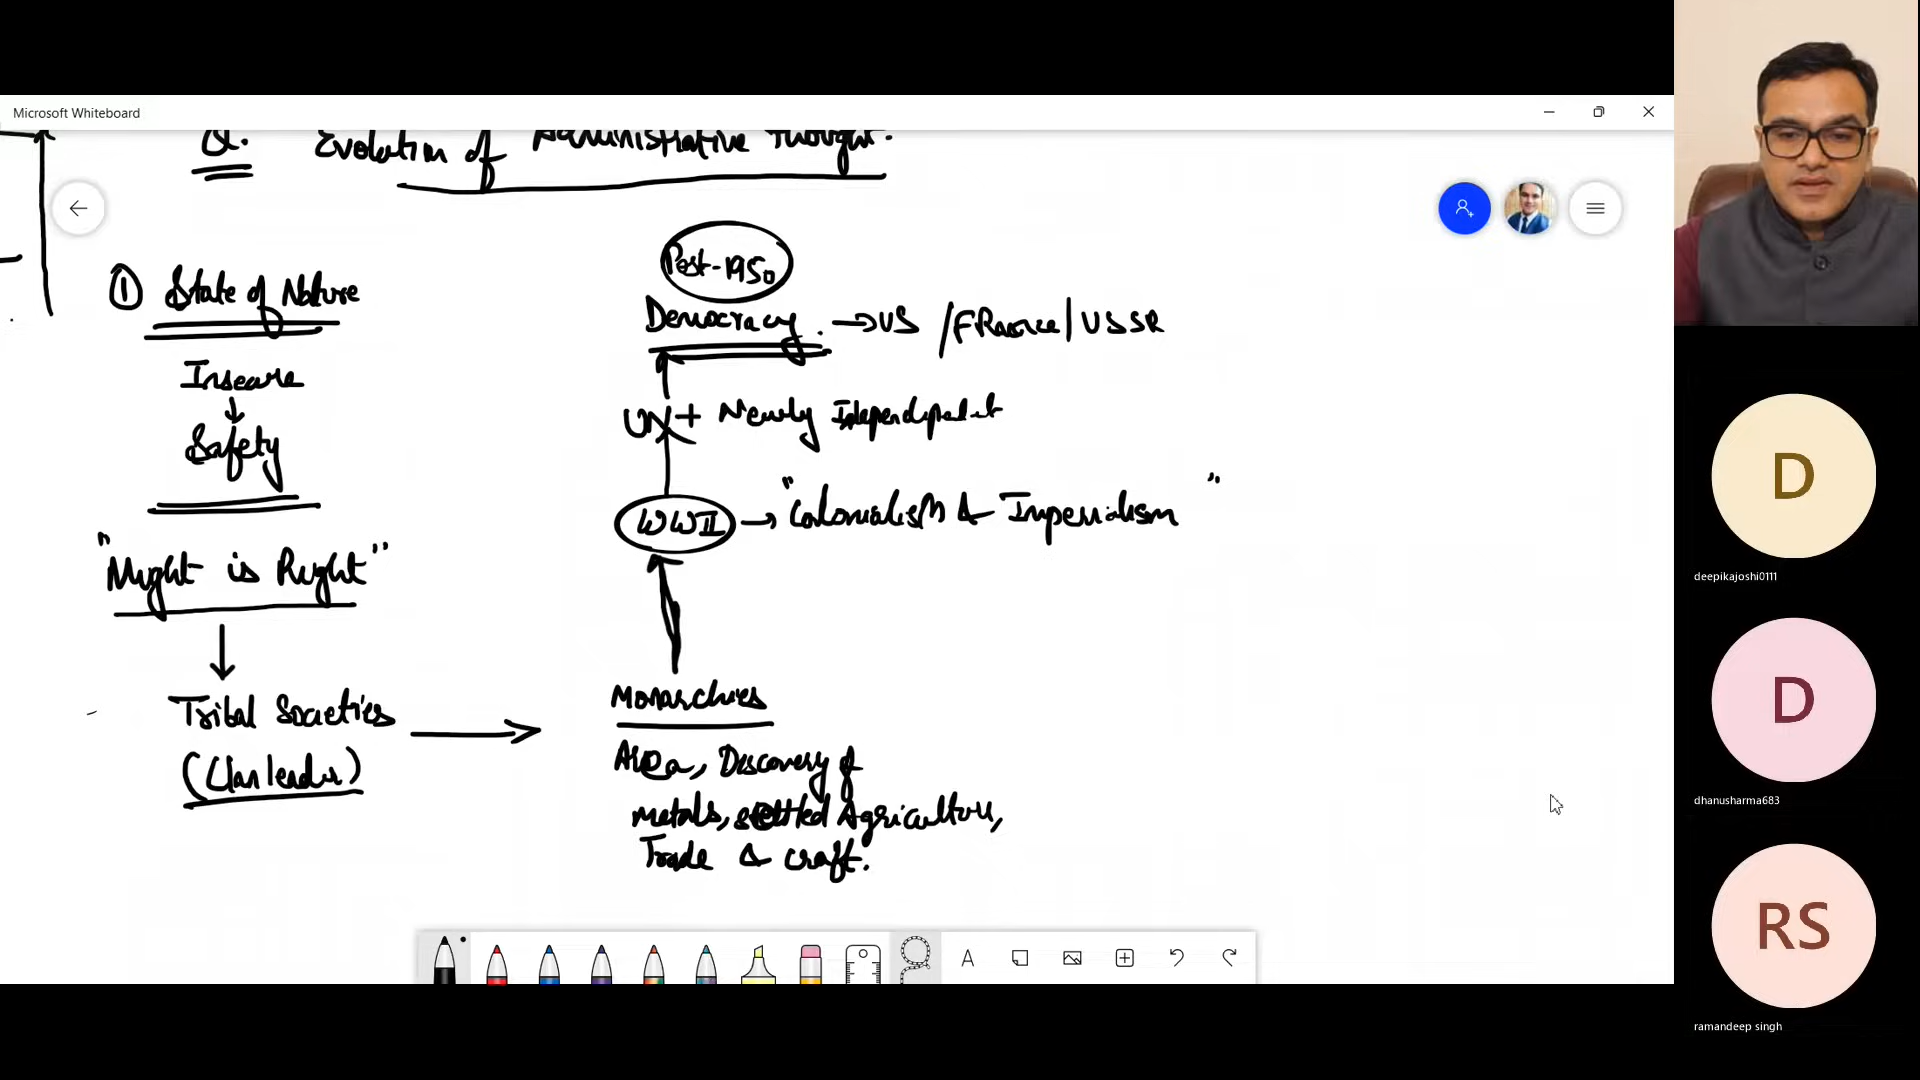 Microsoft Whiteboard
Q. Evolution of Administrative Thought.
① State of Nature
Insecure
Safety
"Might is Right"
Tribal Societies
(Clan leader)
Post-1950
Democracy. → US / FRance / USSR
UN + Newly Independent
WWII → "Colonialism & Imperialism"
Monarchies
Area, Discovery of
metals, settled Agriculture,
Trade & craft.
D
deepikajoshi0111
D
dhanusharma683
RS
ramandeep singh